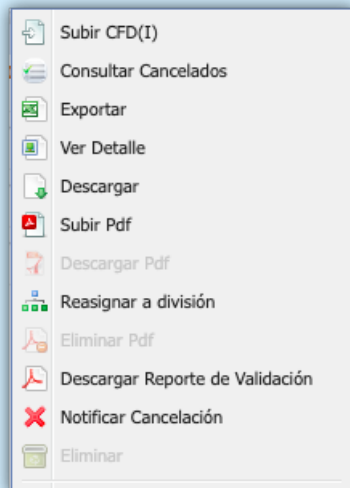 Subir CFD(I)
Consultar Cancelados
Exportar
Ver Detalle
Descargar
Subir Pdf
Descargar Pdf
Reasignar a división
Eliminar Pdf
Descargar Reporte de Validación
Notificar Cancelación
Eliminar